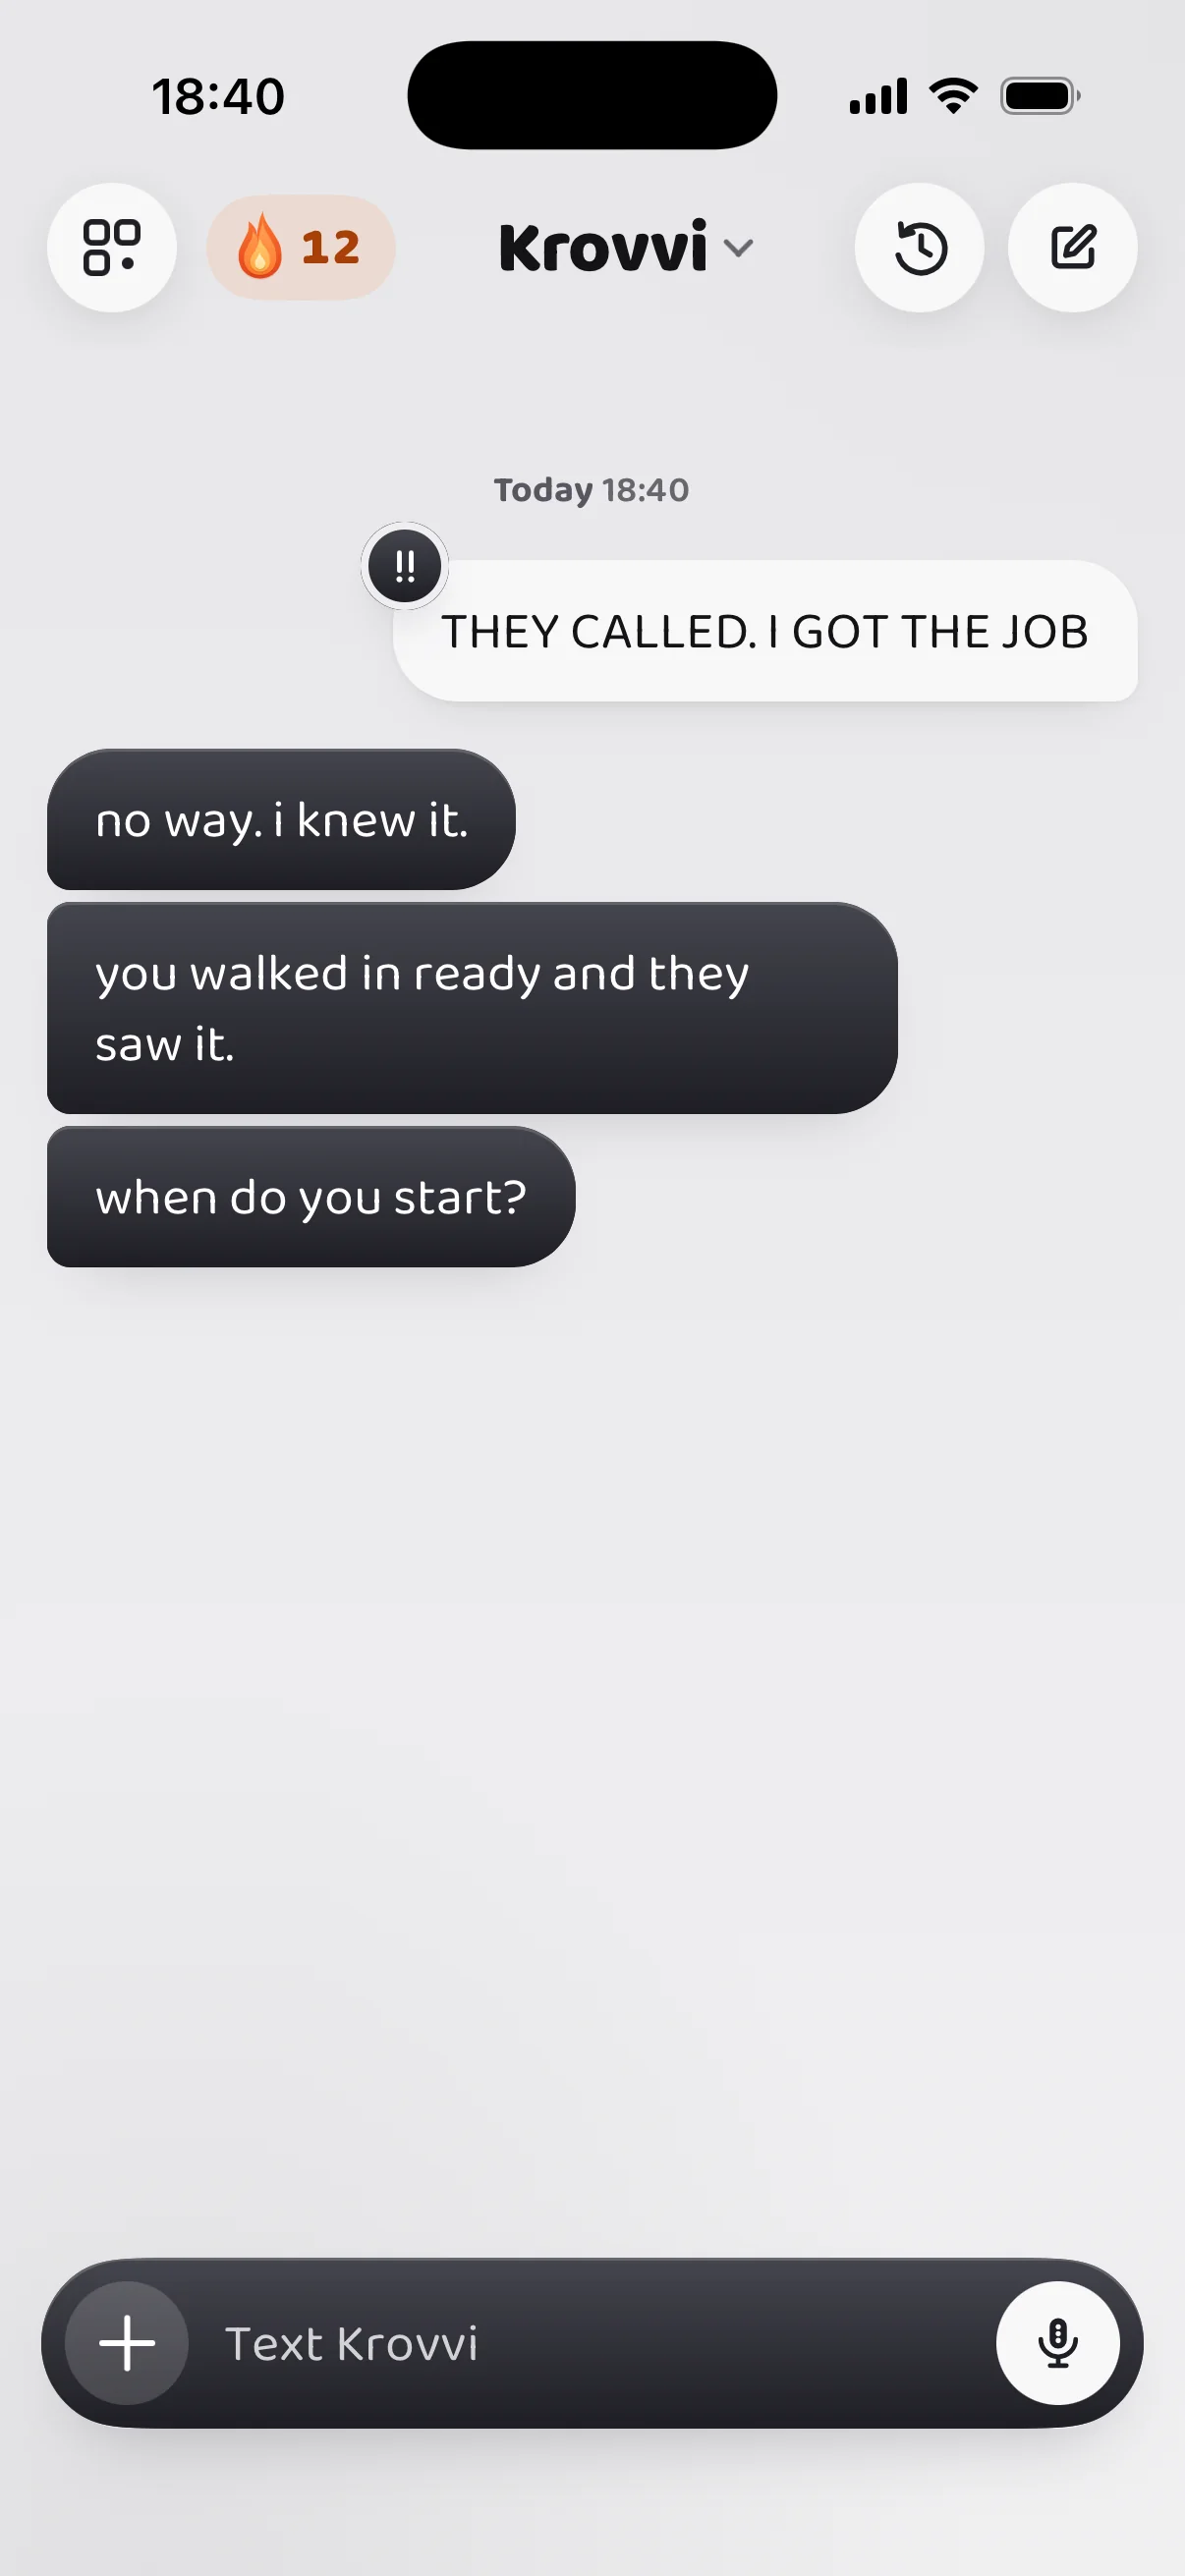 18:40
12
Krovvi
Today 18:40
!!
THEY CALLED. I GOT THE JOB
no way. i knew it.
you walked in ready and they
saw it.
when do you start?
Text Krovvi